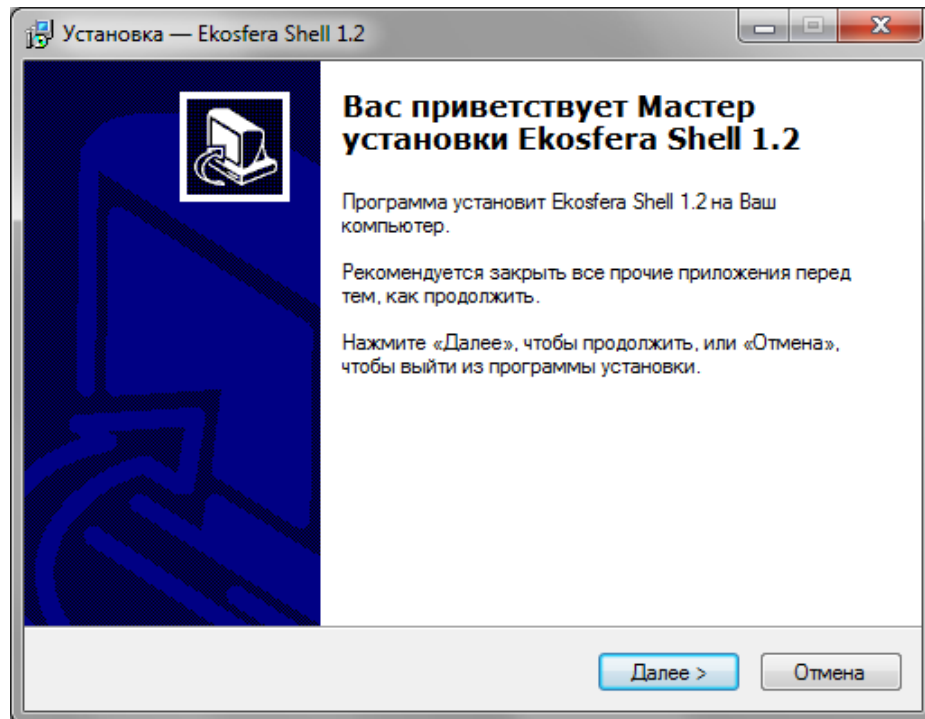 Установка — Ekosfera Shell 1.2
Вас приветствует Мастер
установки Ekosfera Shell 1.2
Программа установит Ekosfera Shell 1.2 на Ваш
компьютер.
Рекомендуется закрыть все прочие приложения перед
тем, как продолжить.
Нажмите «Далее», чтобы продолжить, или «Отмена»,
чтобы выйти из программы установки.
Далее >
Отмена